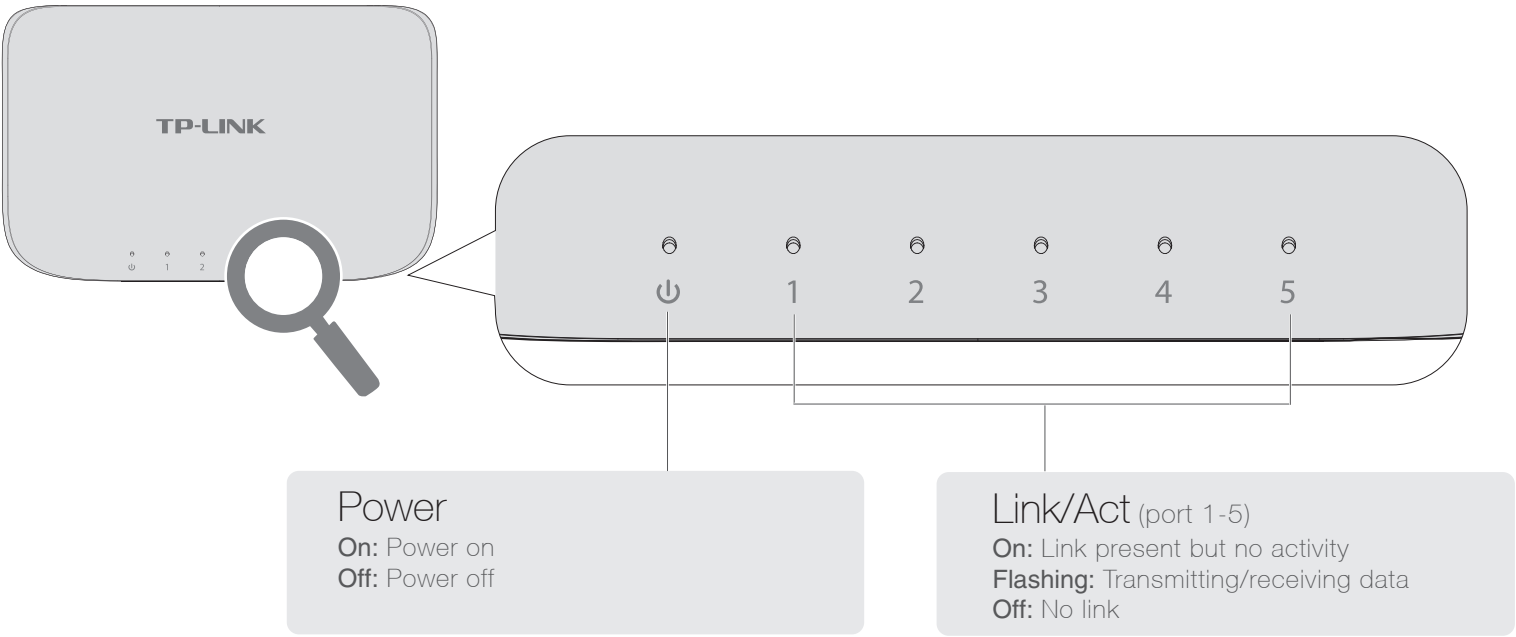 TP-LINK
1 2
1 2 3 4 5
Power
On: Power on
Off: Power off
Link/Act (port 1-5)
On: Link present but no activity
Flashing: Transmitting/receiving data
Off: No link